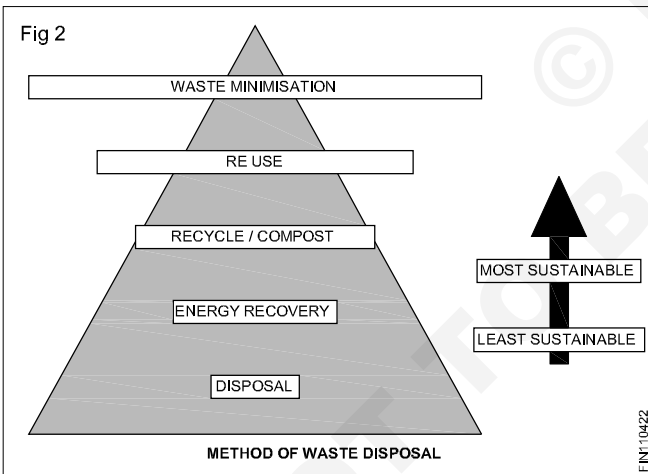 Fig 2
WASTE MINIMISATION
RE USE
RECYCLE / COMPOST
ENERGY RECOVERY
DISPOSAL
MOST SUSTAINABLE
LEAST SUSTAINABLE
METHOD OF WASTE DISPOSAL
FIN110422
©
T TO B